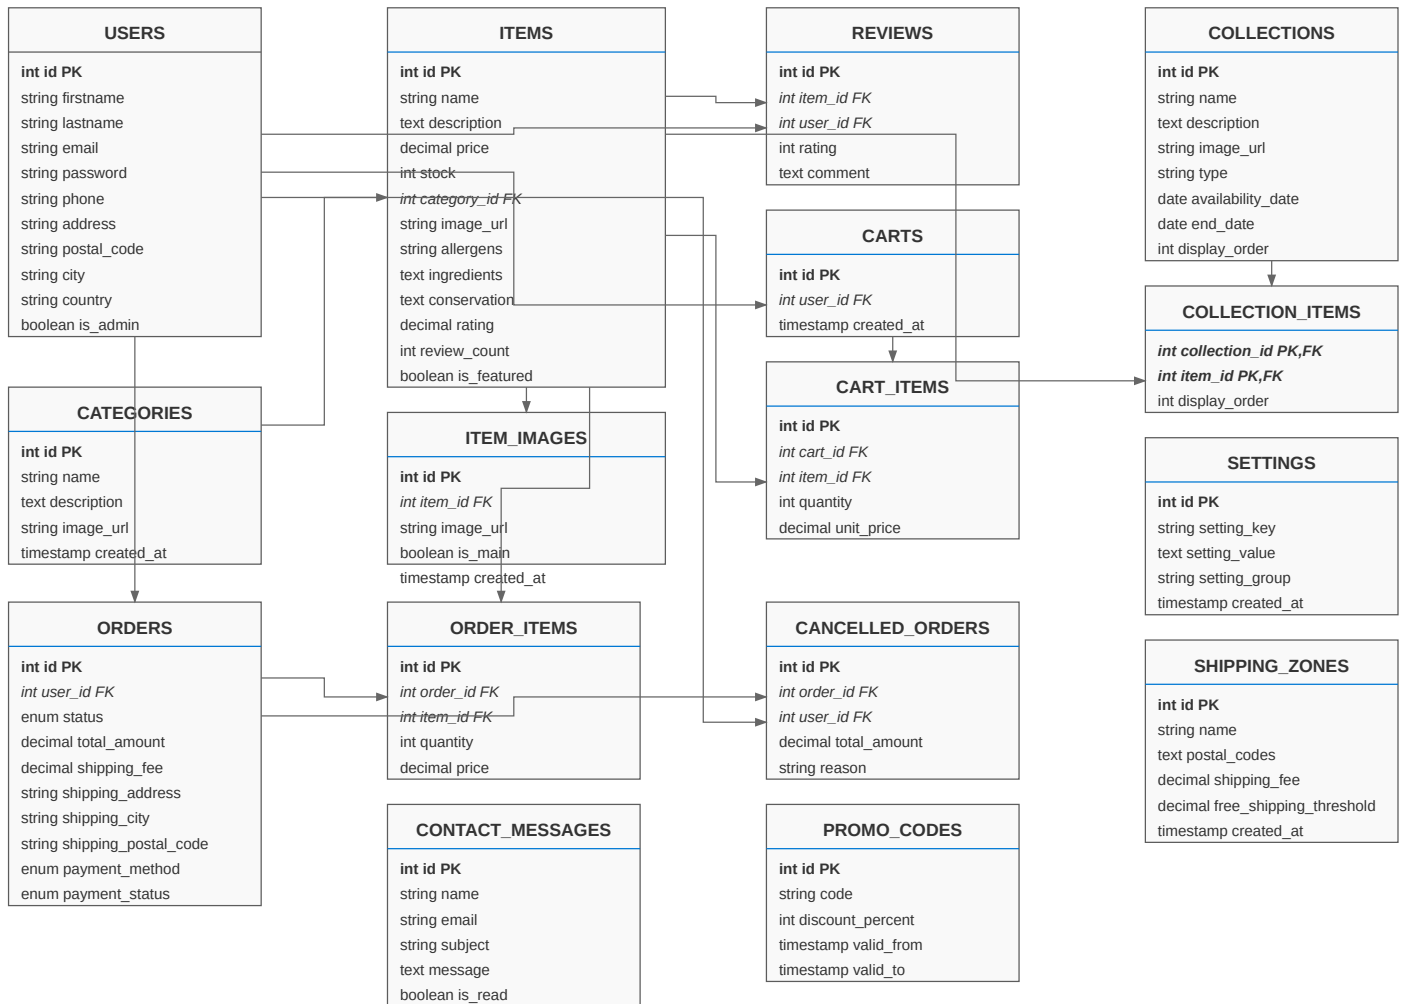 USERS
int id PK
string firstname
string lastname
string email
string password
string phone
string address
string postal_code
string city
string country
boolean is_admin
ITEMS
int id PK
string name
text description
decimal price
int stock
int category_id FK
string image_url
string allergens
text ingredients
text conservation
decimal rating
int review_count
boolean is_featured
REVIEWS
int id PK
int item_id FK
int user_id FK
int rating
text comment
COLLECTIONS
int id PK
string name
text description
string image_url
string type
date availability_date
date end_date
int display_order
CARTS
int id PK
int user_id FK
timestamp created_at
COLLECTION_ITEMS
int collection_id PK,FK
int item_id PK,FK
int display_order
CATEGORIES
int id PK
string name
text description
string image_url
timestamp created_at
ITEM_IMAGES
int id PK
int item_id FK
string image_url
boolean is_main
timestamp created_at
CART_ITEMS
int id PK
int cart_id FK
int item_id FK
int quantity
decimal unit_price
SETTINGS
int id PK
string setting_key
text setting_value
string setting_group
timestamp created_at
ORDERS
int id PK
int user_id FK
enum status
decimal total_amount
decimal shipping_fee
string shipping_address
string shipping_city
string shipping_postal_code
enum payment_method
enum payment_status
ORDER_ITEMS
int id PK
int order_id FK
int item_id FK
int quantity
decimal price
CANCELLED_ORDERS
int id PK
int order_id FK
int user_id FK
decimal total_amount
string reason
SHIPPING_ZONES
int id PK
string name
text postal_codes
decimal shipping_fee
decimal free_shipping_threshold
timestamp created_at
CONTACT_MESSAGES
int id PK
string name
string email
string subject
text message
boolean is_read
PROMO_CODES
int id PK
string code
int discount_percent
timestamp valid_from
timestamp valid_to